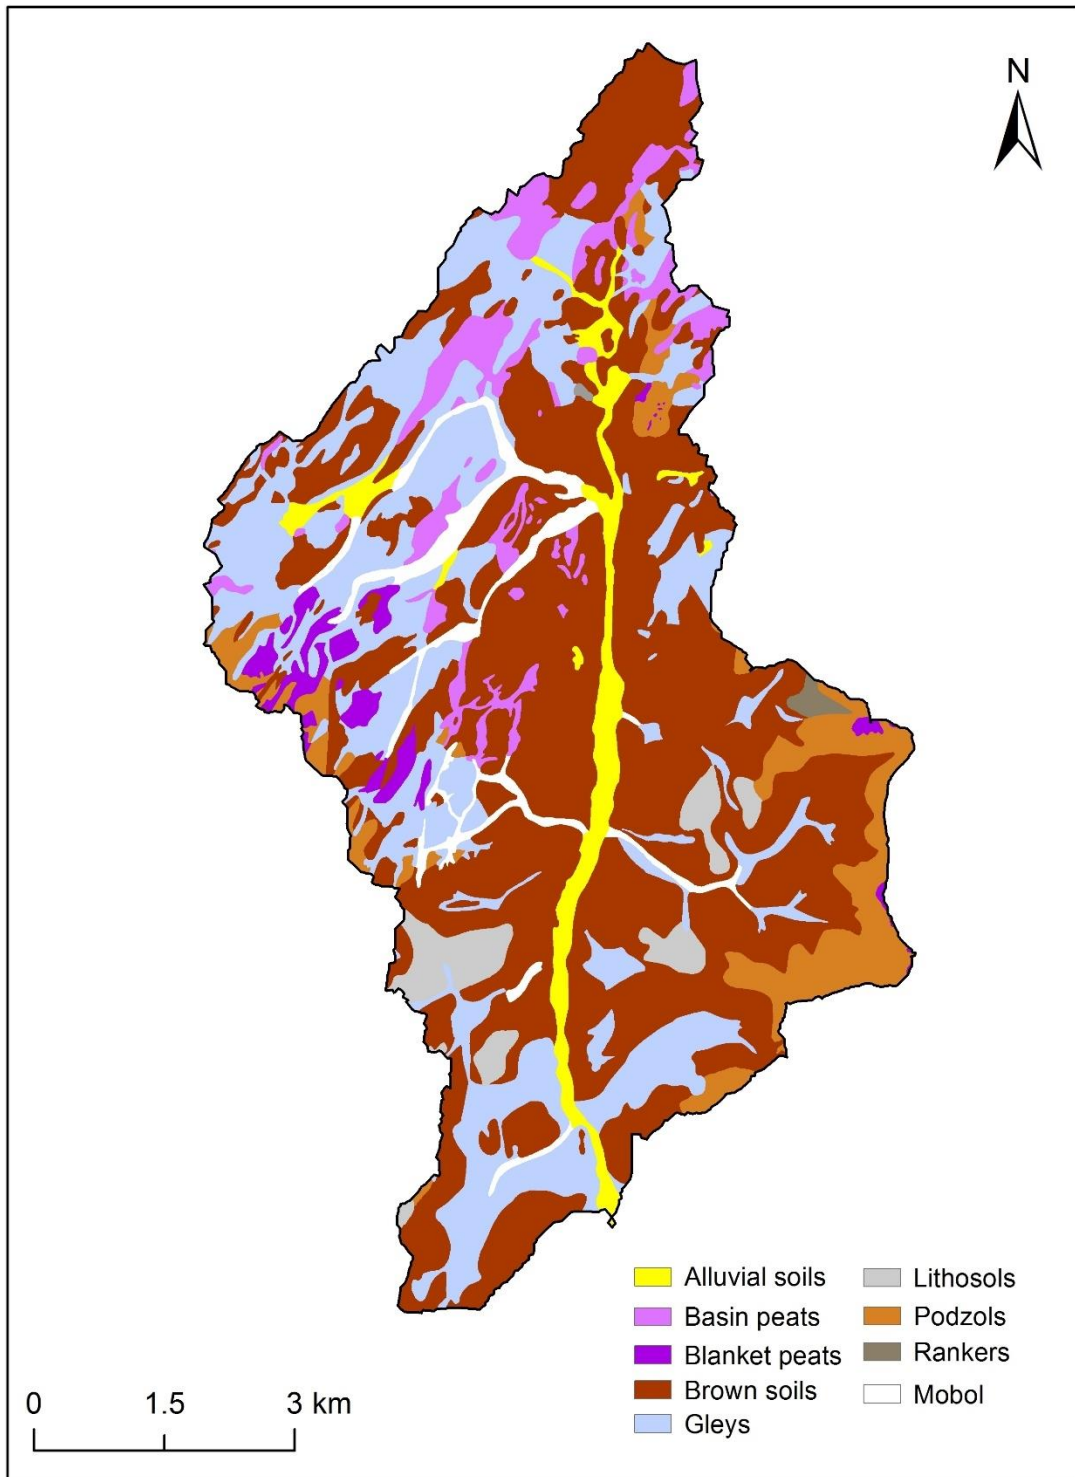 N
Alluvial soils
Basin peats
Blanket peats
Brown soils
Gleys
Lithosols
Podzols
Rankers
Mobol
0 1.5 3 km